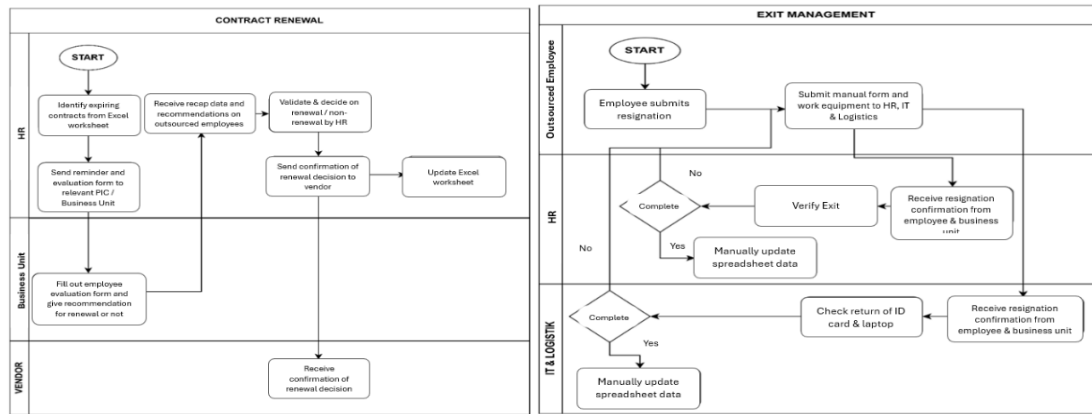 CONTRACT RENEWAL
HR
START
Identify expiring
contracts from Excel
worksheet
Send reminder and
evaluation form to
relevant PIC /
Business Unit
Receive recap data and
recommendations on
outsourced employees
Validate & decide on
renewal / non-
renewal by HR
Send confirmation of
renewal decision to
vendor
Update Excel
worksheet
Business Unit
Fill out employee
evaluation form and
give recommendation
for renewal or not
VENDOR
Receive
confirmation of
renewal decision
EXIT MANAGEMENT
Outsourced Employee
START
Employee submits
resignation
Submit manual form and
work equipment to HR, IT
& Logistics
HR
No
Complete
Verify Exit
Receive resignation
confirmation from
employee & business
unit
No
Yes
Manually update
spreadsheet data
IT & LOGISTIK
Complete
Check return of ID
card & laptop
Receive resignation
confirmation from
employee & business unit
Yes
Manually update
spreadsheet data